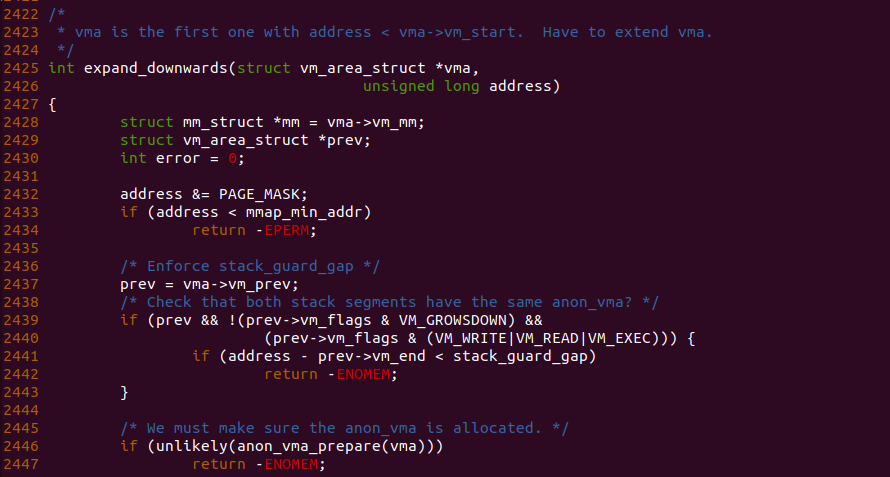 2422 /*
2423  * vma is the first one with address < vma->vm_start.  Have to extend vma.
2424  */
2425 int expand_downwards(struct vm_area_struct *vma,
2426                                    unsigned long address)
2427 {
2428         struct mm_struct *mm = vma->vm_mm;
2429         struct vm_area_struct *prev;
2430         int error = 0;
2431
2432         address &= PAGE_MASK;
2433         if (address < mmap_min_addr)
2434                 return -EPERM;
2435
2436         /* Enforce stack_guard_gap */
2437         prev = vma->vm_prev;
2438         /* Check that both stack segments have the same anon_vma? */
2439         if (prev && !(prev->vm_flags & VM_GROWSDOWN) &&
2440                         (prev->vm_flags & (VM_WRITE|VM_READ|VM_EXEC))) {
2441                 if (address - prev->vm_end < stack_guard_gap)
2442                         return -ENOMEM;
2443         }
2444
2445         /* We must make sure the anon_vma is allocated. */
2446         if (unlikely(anon_vma_prepare(vma)))
2447                 return -ENOMEM;